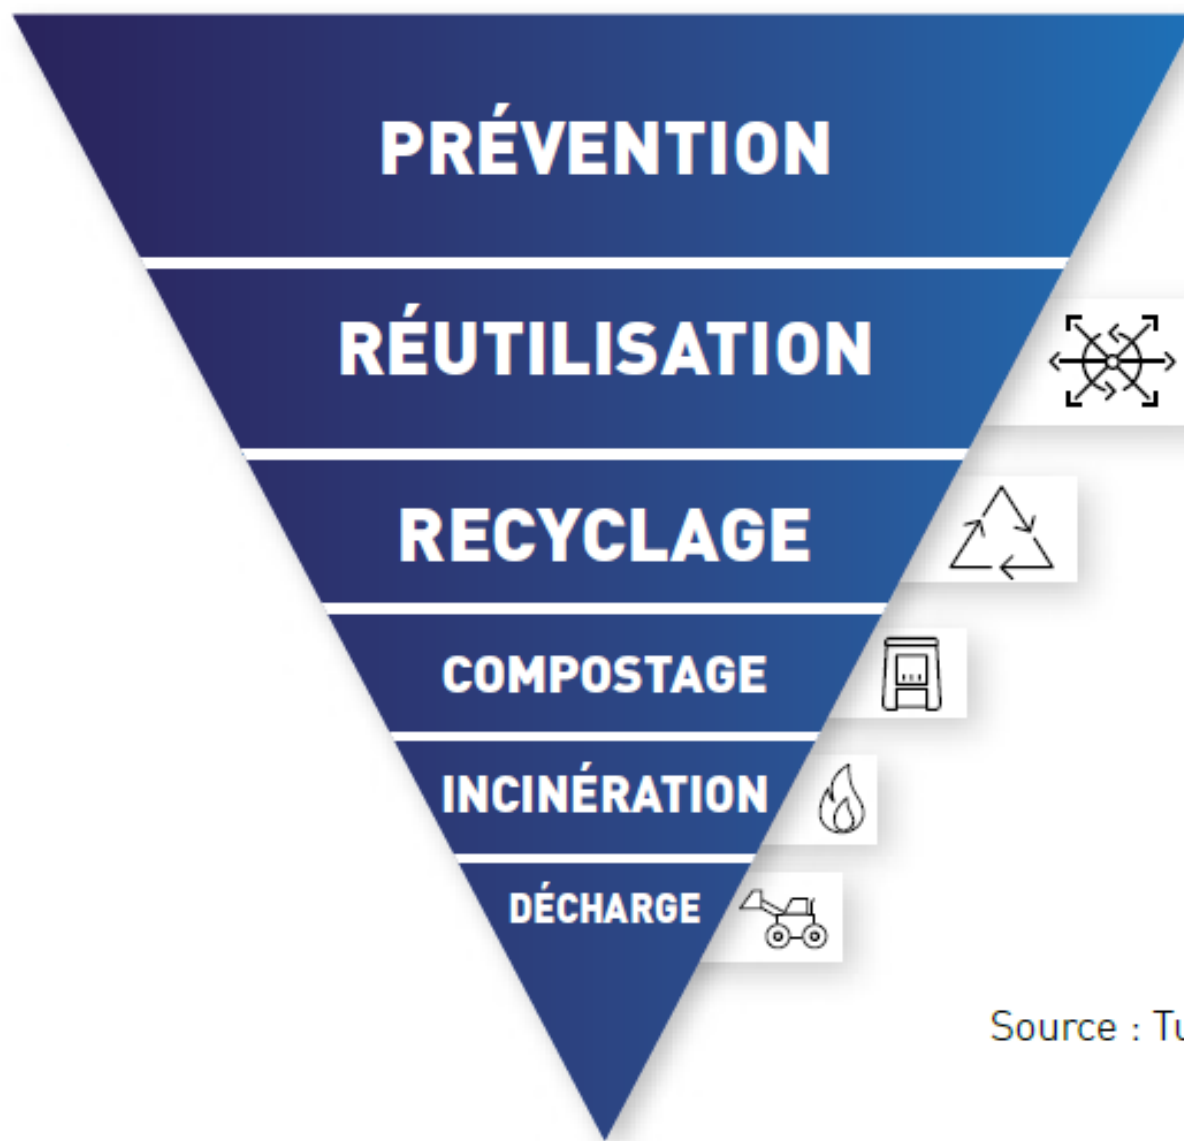 PRÉVENTION
RÉUTILISATION
RECYCLAGE
COMPOSTAGE
INCINÉRATION
DÉCHARGE
Source :